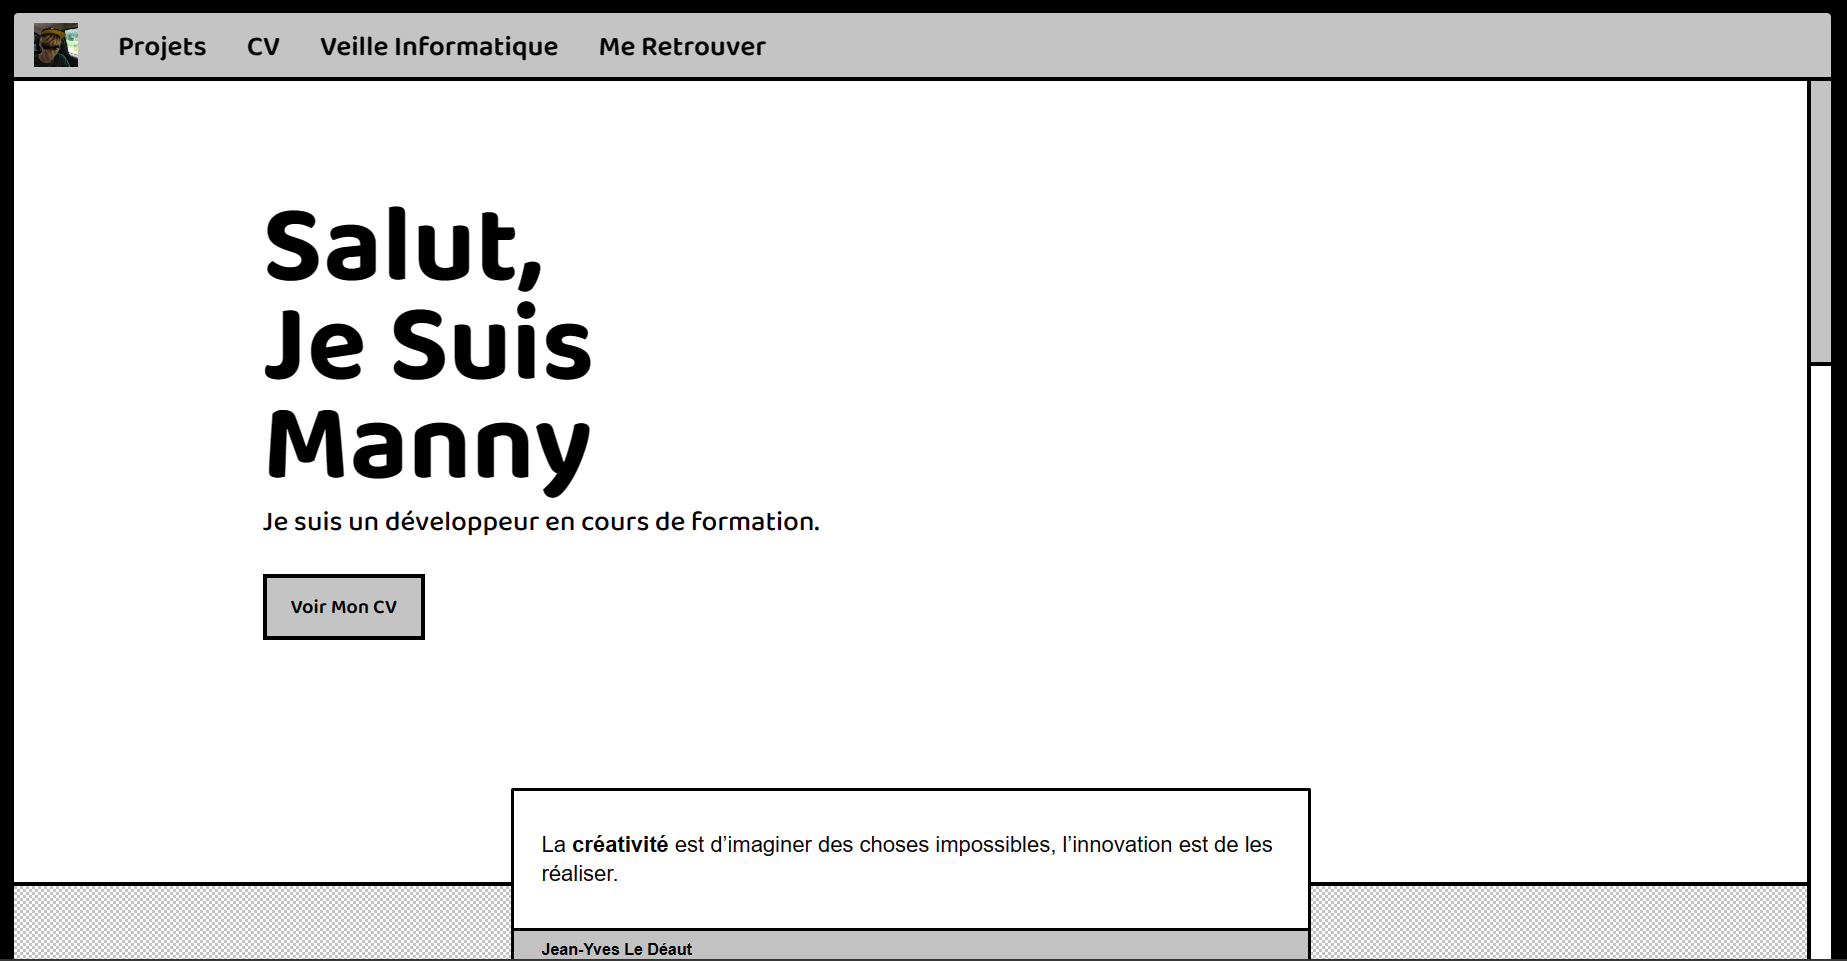 Projets CV Veille Informatique Me Retrouver
Salut,
Je Suis
Manny
Je suis un développeur en cours de formation.
Voir Mon CV
La créativité est d’imaginer des choses impossibles, l’innovation est de les
réaliser.
Jean-Yves Le Déaut